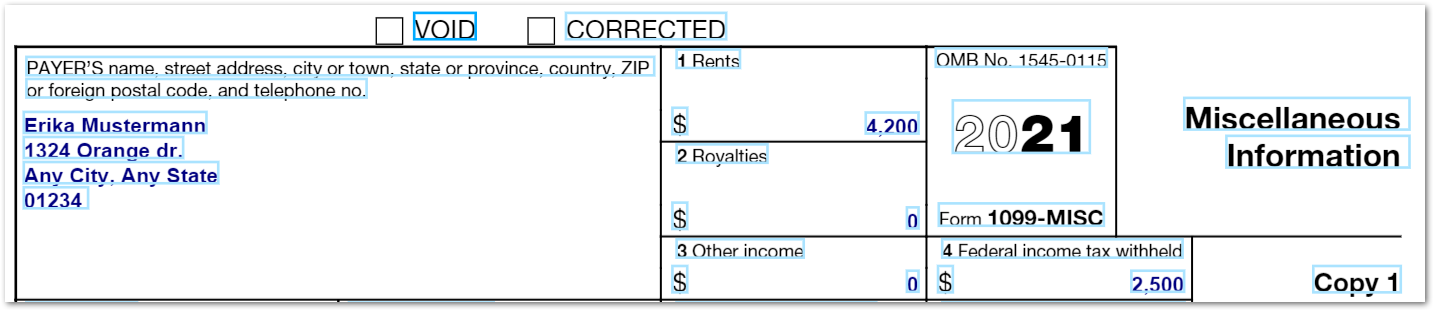 VOID CORRECTED
PAYER'S name, street address, city or town, state or province, country, ZIP
or foreign postal code, and telephone no.
Erika Mustermann
1324 Orange dr.
Any City, Any State
01234
1 Rents
$ 4,200
2 Royalties
$ 0
3 Other income
$ 0
OMB No. 1545-0115
2021
Form 1099-MISC
4 Federal income tax withheld
$ 2,500
Miscellaneous
Information
Copy 1